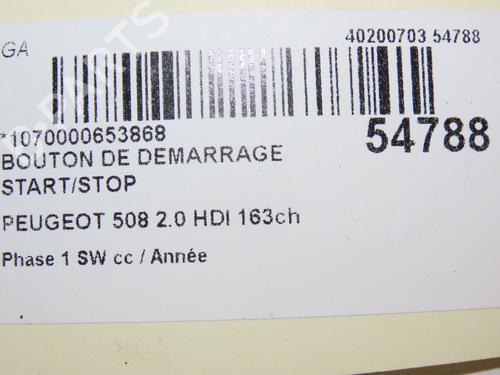 GA
40200703 54788
*1070000653868
54788
BOUTON DE DEMARRAGE
START/STOP
PEUGEOT 508 2.0 HDI 163ch
Phase 1 SW cc / Année